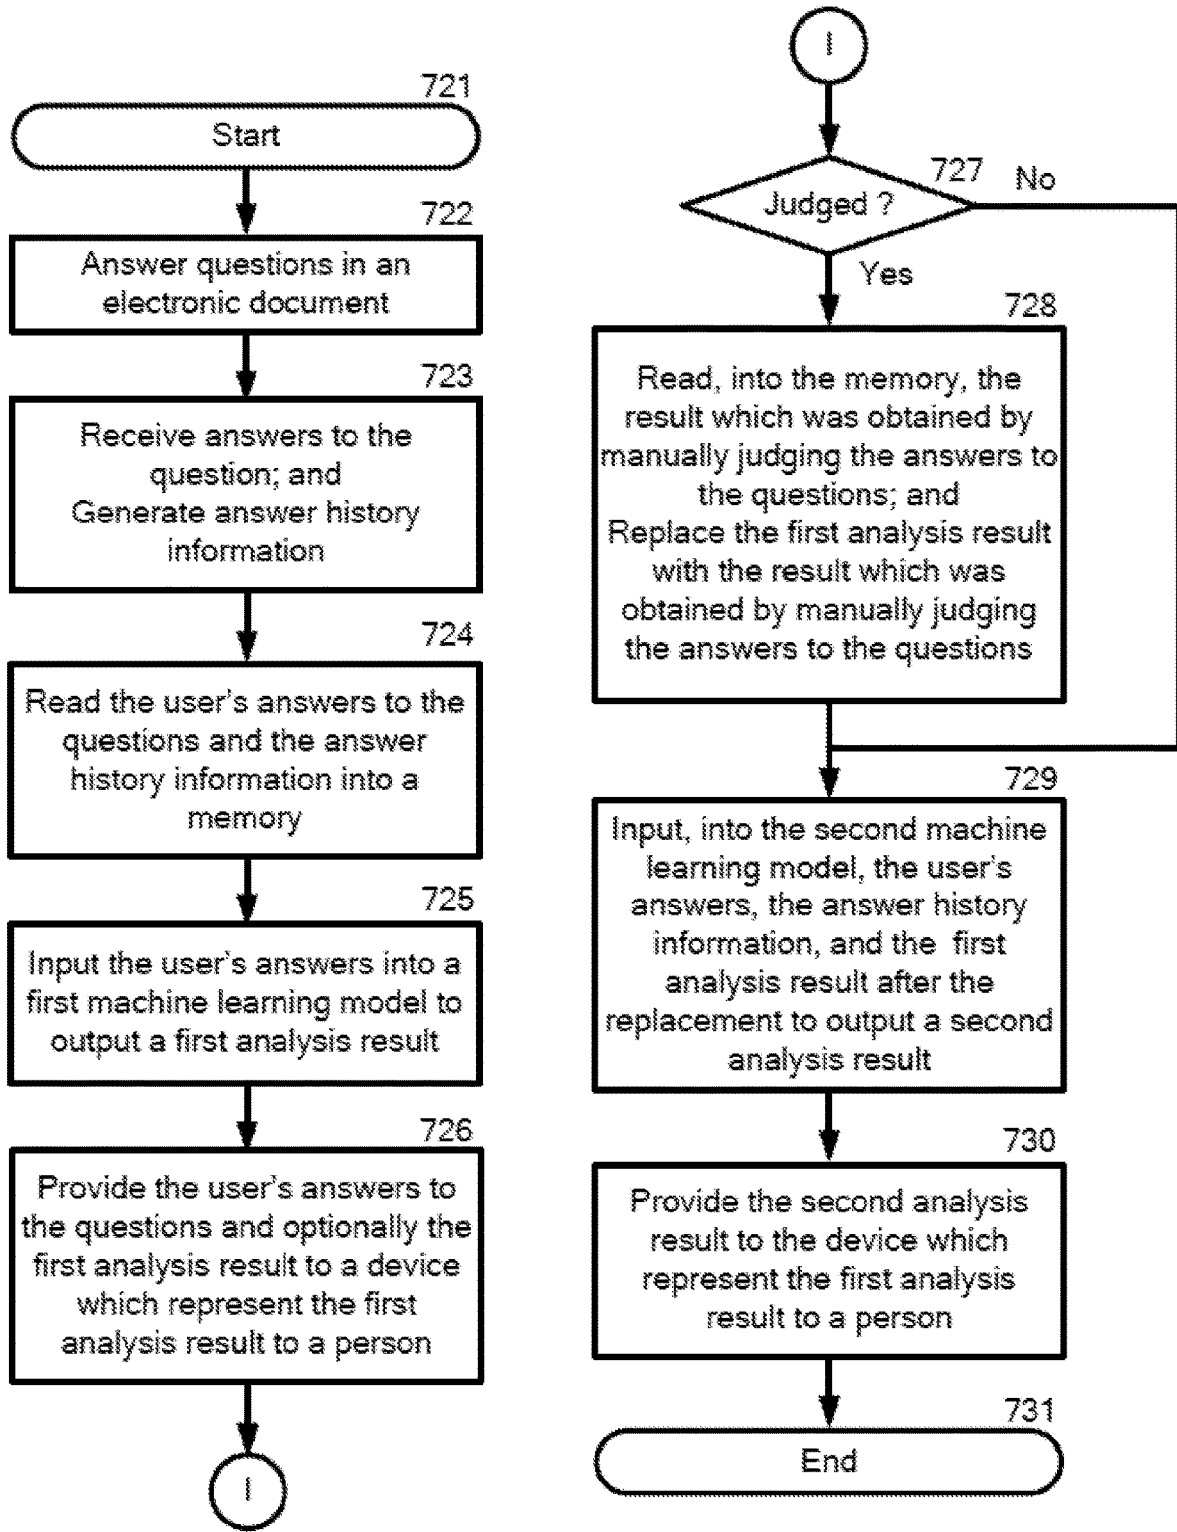 721
Start
722
Answer questions in an
electronic document
723
Receive answers to the
question; and
Generate answer history
information
724
Read the user's answers to the
questions and the answer
history information into a
memory
725
Input the user's answers into a
first machine learning model to
output a first analysis result
726
Provide the user's answers to
the questions and optionally the
first analysis result to a device
which represent the first
analysis result to a person
I
I
727
Judged ?
No
Yes
728
Read, into the memory, the
result which was obtained by
manually judging the answers to
the questions; and
Replace the first analysis result
with the result which was
obtained by manually judging
the answers to the questions
729
Input, into the second machine
learning model, the user's
answers, the answer history
information, and the first
analysis result after the
replacement to output a second
analysis result
730
Provide the second analysis
result to the device which
represent the first analysis
result to a person
731
End